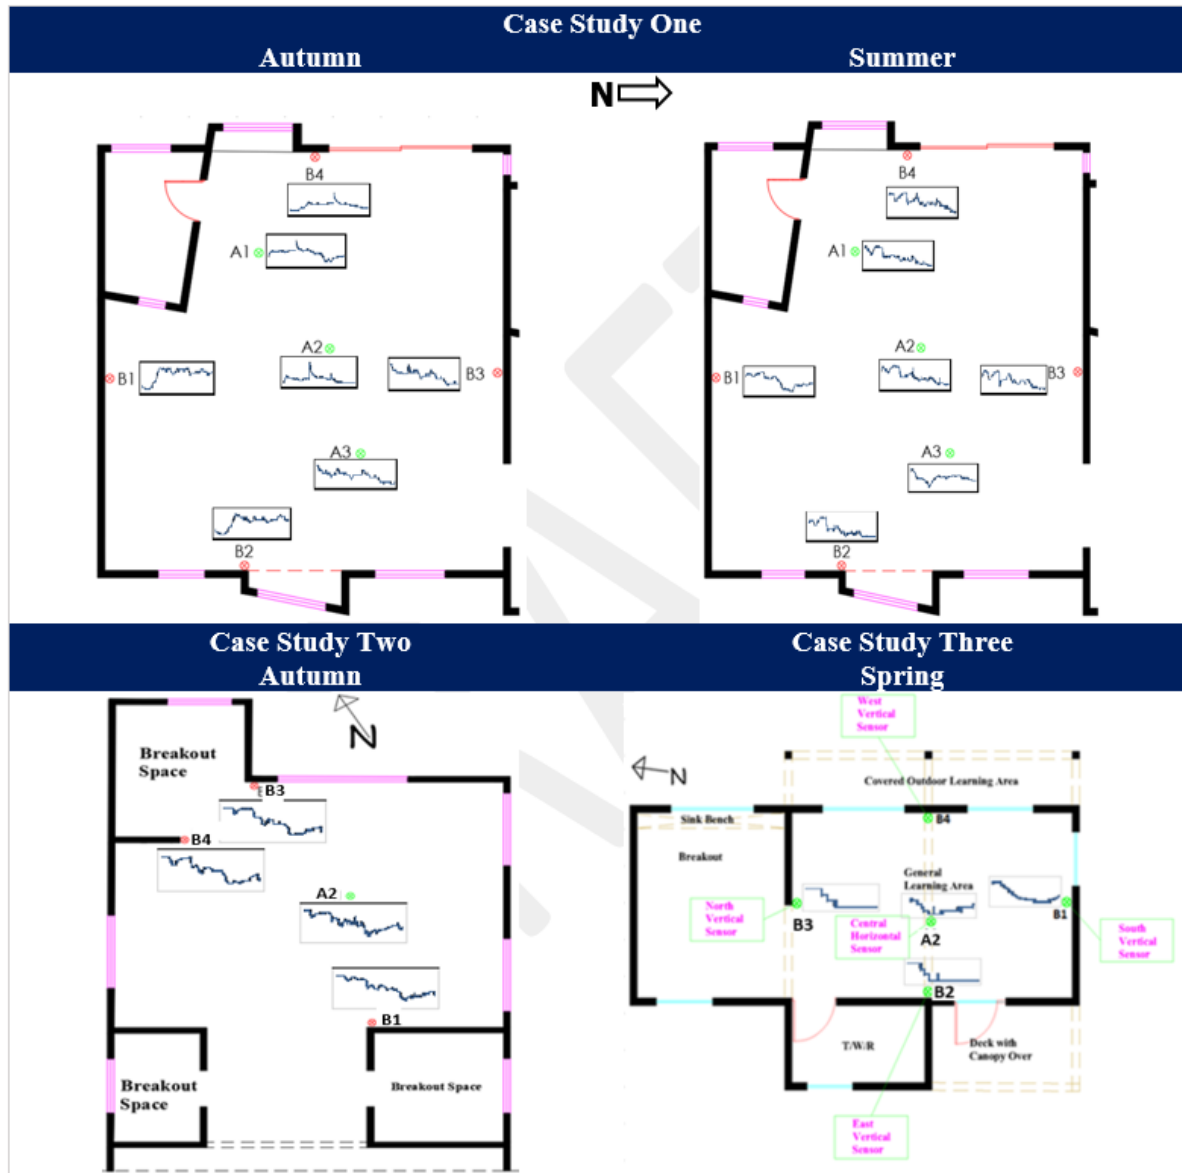 Case Study One
Autumn
Summer
N
B4
A1
A2
B1
B3
A3
B2
B4
A1
A2
B1
B3
A3
B2
Case Study Two
Autumn
Case Study Three
Spring
N
Breakout
Space
B3
B4
A2
B1
Breakout
Space
Breakout Space
West
Vertical
Sensor
N
Covered Outdoor Learning Area
Sink Bench
B4
Breakout
General
Learning Area
North
Vertical
Sensor
B3
Central
Horizontal
Sensor
A2
B1
South
Vertical
Sensor
B2
T/W/R
Deck with
Canopy Over
East
Vertical
Sensor